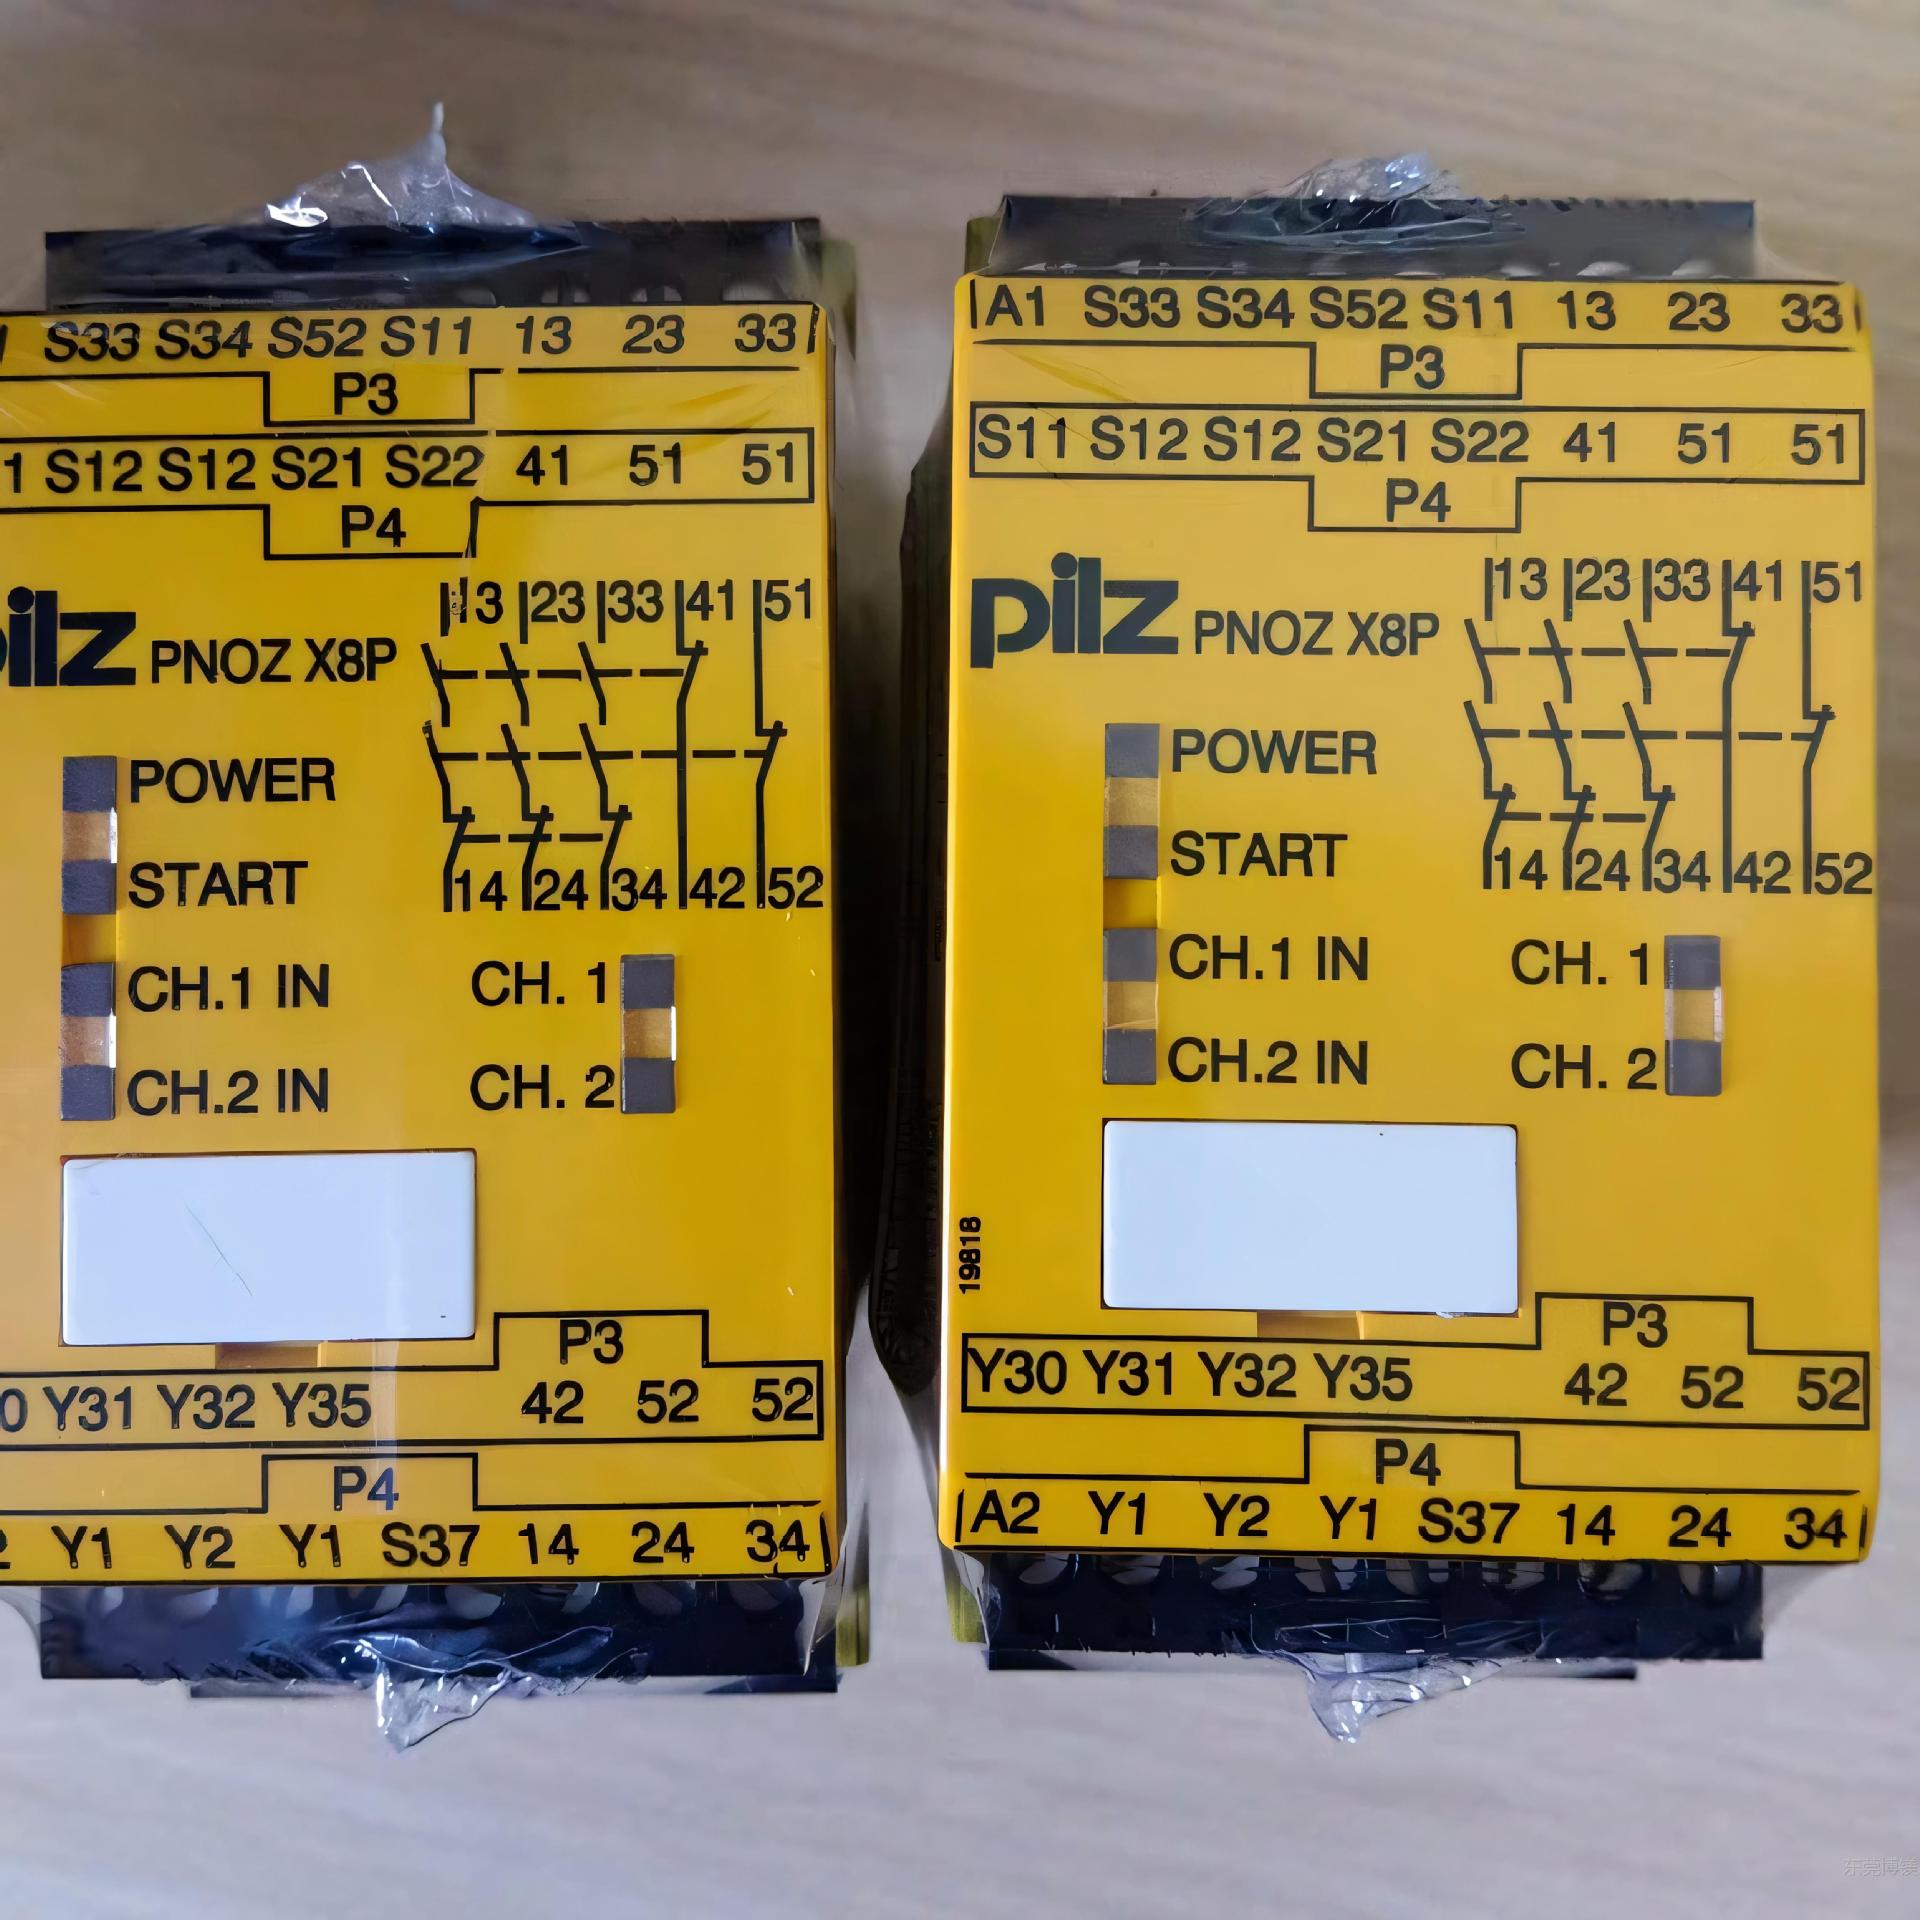 S33 S34 S52 S11 13 23 33
P3
1 S12 S12 S21 S22 41 51 51
P4
pilz PNOZ X8P
13 23 33 41 51
POWER
START
14 24 34 42 52
CH.1 IN
CH. 1
CH.2 IN
CH. 2
P3
0 Y31 Y32 Y35 42 52 52
P4
2 Y1 Y2 Y1 S37 14 24 34
A1 S33 S34 S52 S11 13 23 33
P3
S11 S12 S12 S21 S22 41 51 51
P4
pilz PNOZ X8P
13 23 33 41 51
POWER
START
14 24 34 42 52
CH.1 IN
CH. 1
CH.2 IN
CH. 2
19818
P3
Y30 Y31 Y32 Y35 42 52 52
P4
A2 Y1 Y2 Y1 S37 14 24 34
东莞博镁